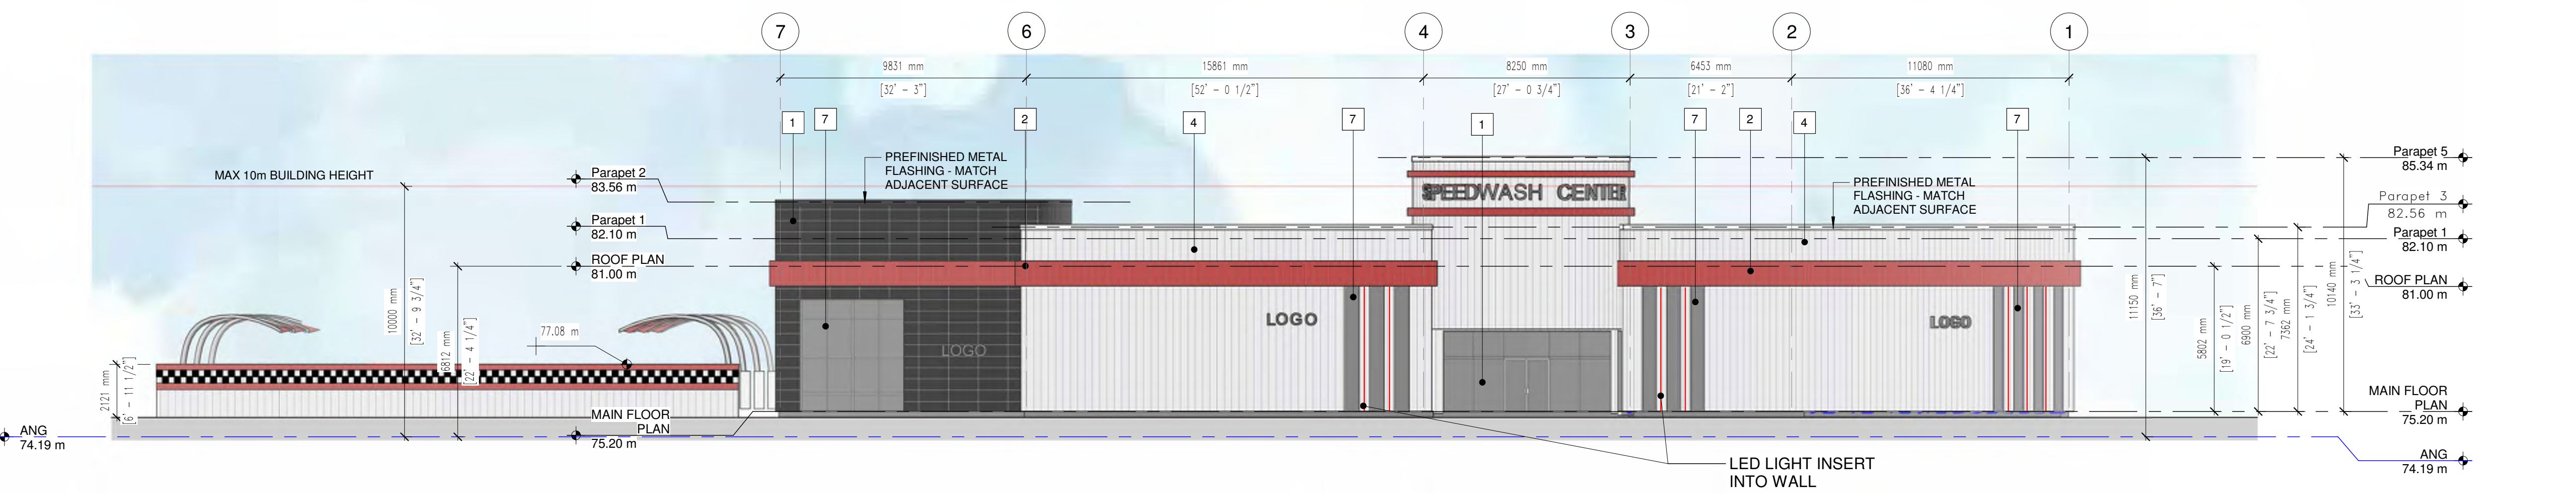 7
6
4
3
2
1
9831 mm
[32' - 3"]
15861 mm
[52' - 0 1/2"]
8250 mm
[27' - 0 3/4"]
6453 mm
[21' - 2"]
11080 mm
[36' - 4 1/4"]
1
7
2
4
7
1
7
2
4
7
MAX 10m BUILDING HEIGHT
PREFINISHED METAL
FLASHING - MATCH
ADJACENT SURFACE
PREFINISHED METAL
FLASHING - MATCH
ADJACENT SURFACE
Parapet 2
83.56 m
Parapet 1
82.10 m
ROOF PLAN
81.00 m
77.08 m
MAIN FLOOR
PLAN
75.20 m
ANG
74.19 m
2121 mm
[6' - 11 1/2"]
10000 mm
[32' - 9 3/4"]
6812 mm
[22' - 4 1/4"]
SPEEDWASH CENTER
LOGO
LOGO
LOGO
LED LIGHT INSERT
INTO WALL
11150 mm
[36' - 7"]
5802 mm
[19' - 0 1/2"]
6900 mm
[22' - 7 3/4"]
7362 mm
[24' - 1 3/4"]
10140 mm
[33' - 3 1/4"]
Parapet 5
85.34 m
Parapet 3
82.56 m
Parapet 1
82.10 m
ROOF PLAN
81.00 m
MAIN FLOOR
PLAN
75.20 m
ANG
74.19 m